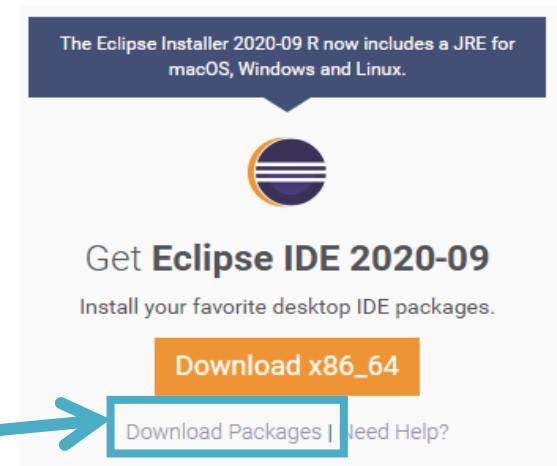 The Eclipse Installer 2020-09 R now includes a JRE for
macOS, Windows and Linux.
Get Eclipse IDE 2020-09
Install your favorite desktop IDE packages.
Download x86_64
Download Packages | Need Help?